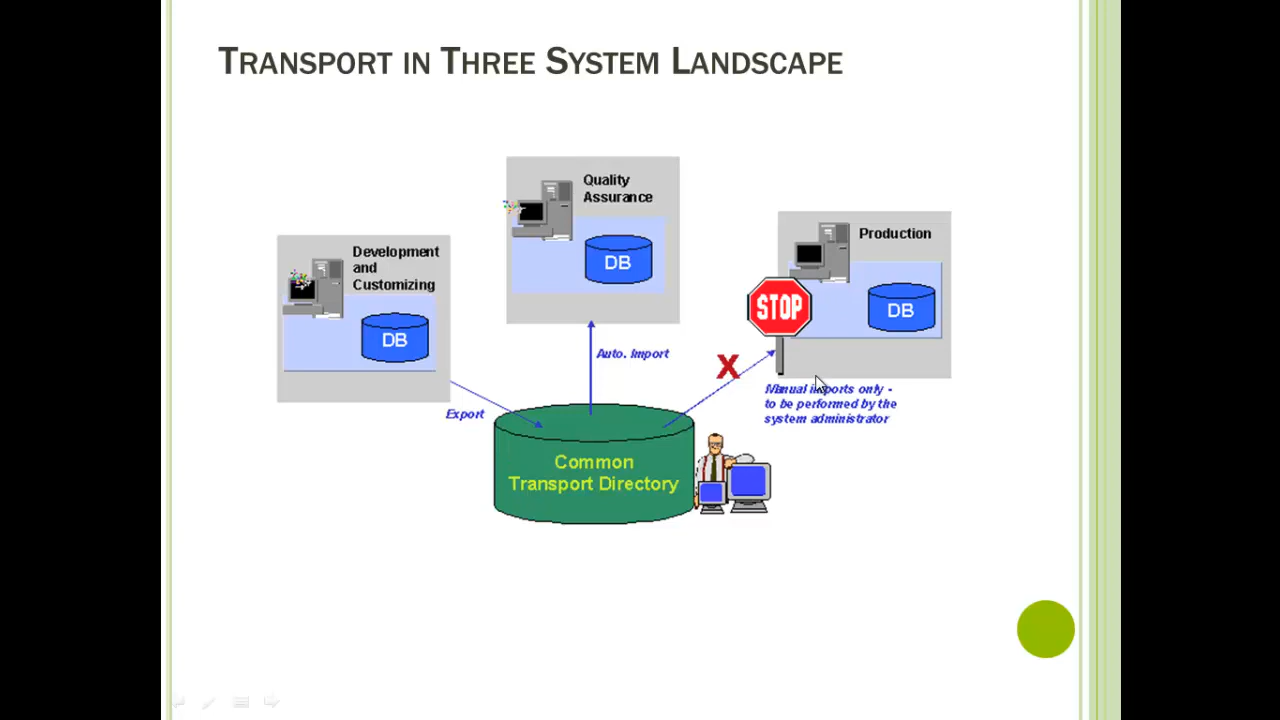 TRANSPORT IN THREE SYSTEM LANDSCAPE
Quality
Assurance
DB
Development
and
Customizing
DB
Production
STOP
DB
Auto. Import
X
Export
Manual imports only -
to be performed by the
system administrator
Common
Transport Directory